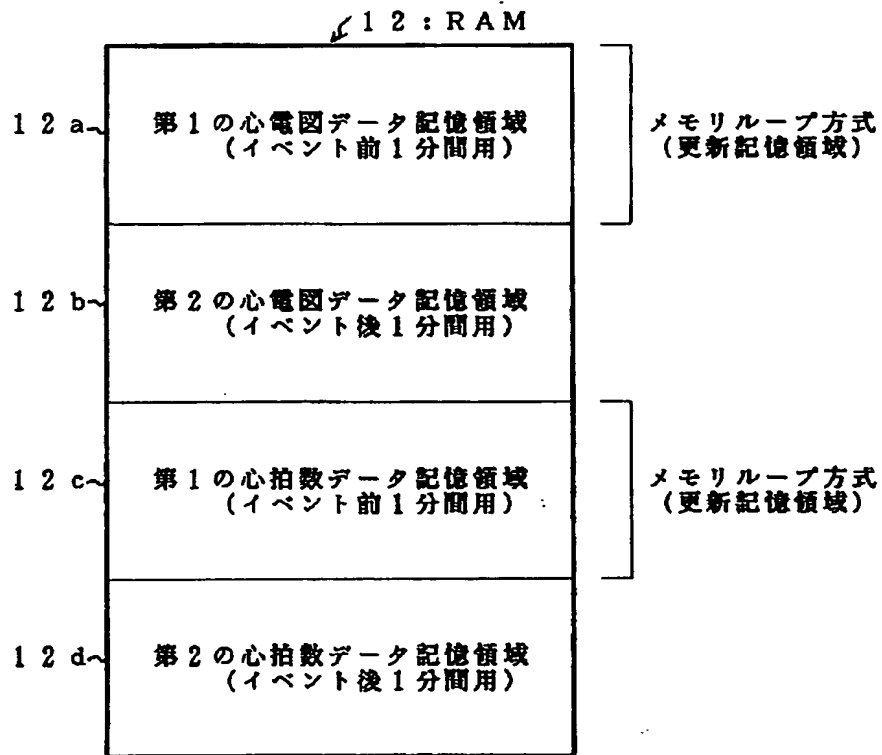 12:RAM
12a
第1の心電図データ記憶領域
(イベント前1分間用)
メモリループ方式
(更新記憶領域)
12b
第2の心電図データ記憶領域
(イベント後1分間用)
12c
第1の心拍数データ記憶領域
(イベント前1分間用)
メモリループ方式
(更新記憶領域)
12d
第2の心拍数データ記憶領域
(イベント後1分間用)